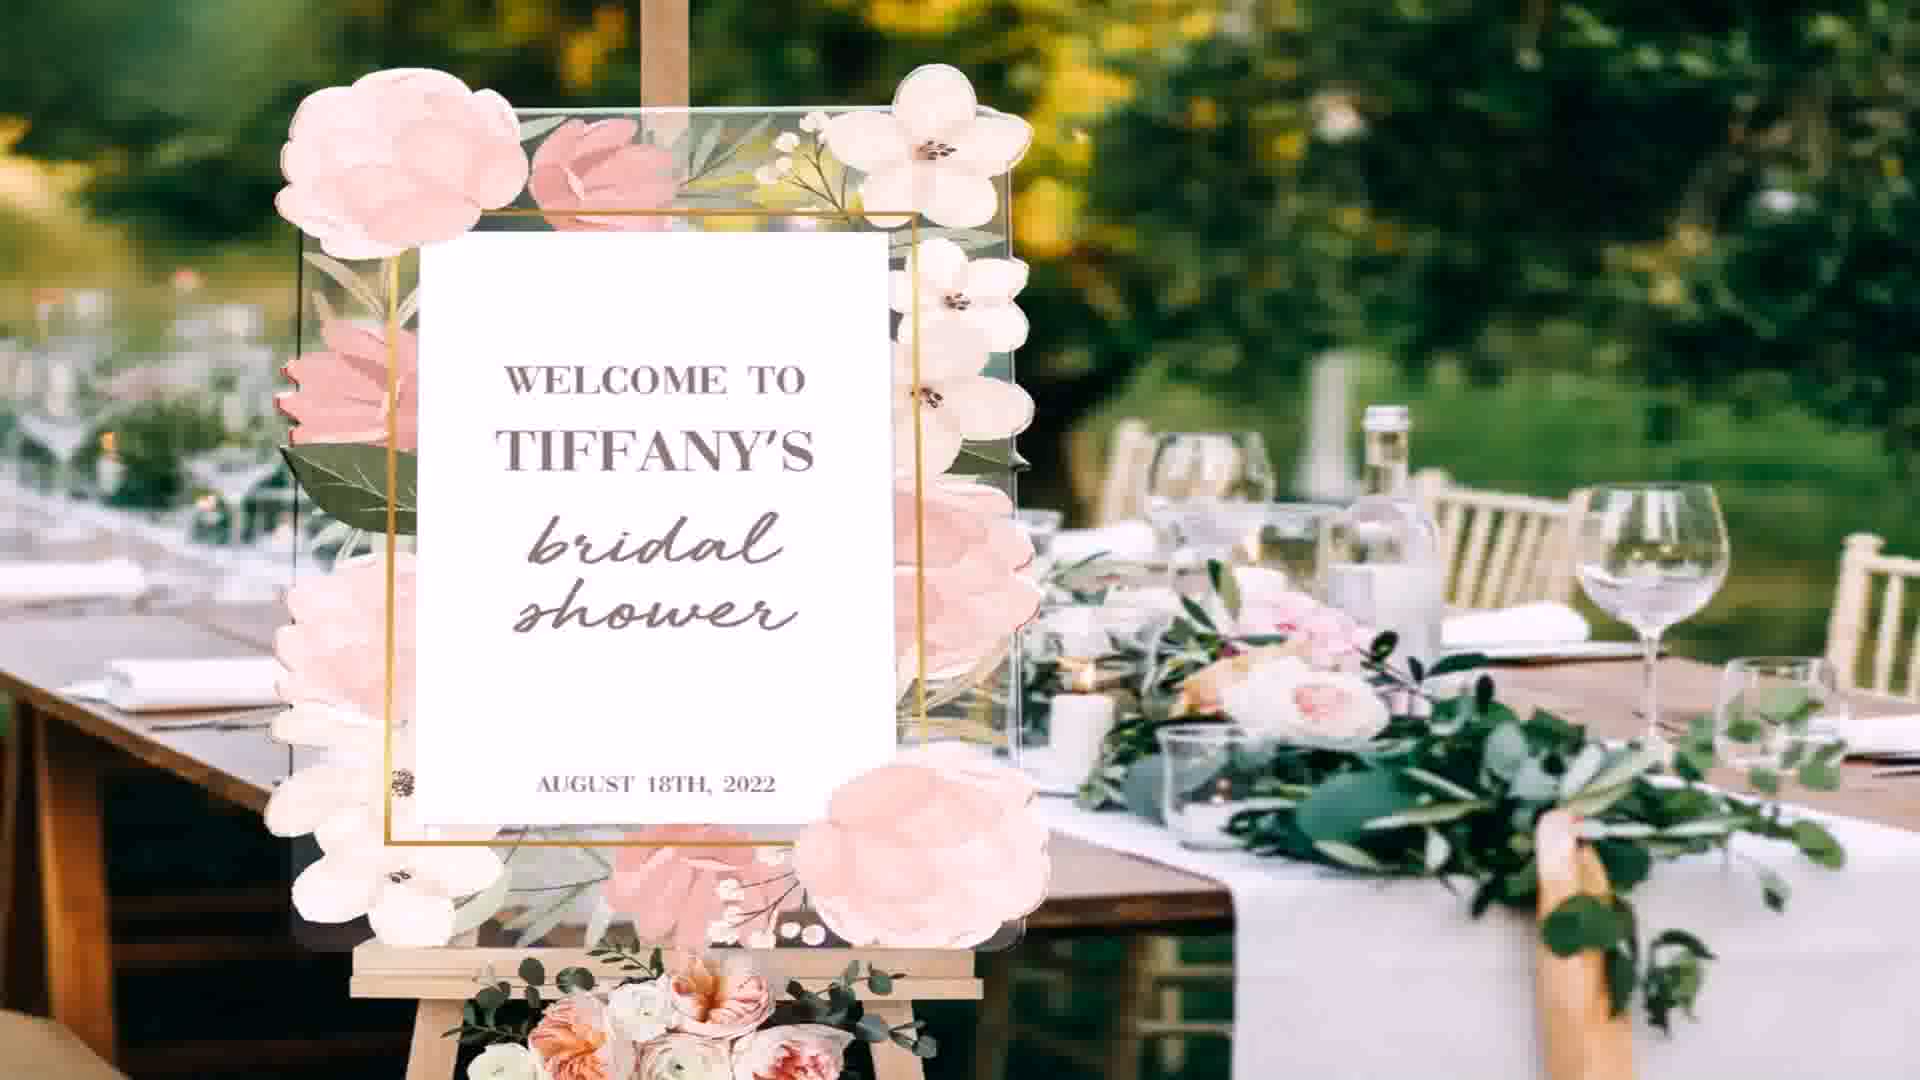 WELCOME TO
TIFFANY'S
bridal
shower
AUGUST 18TH, 2022